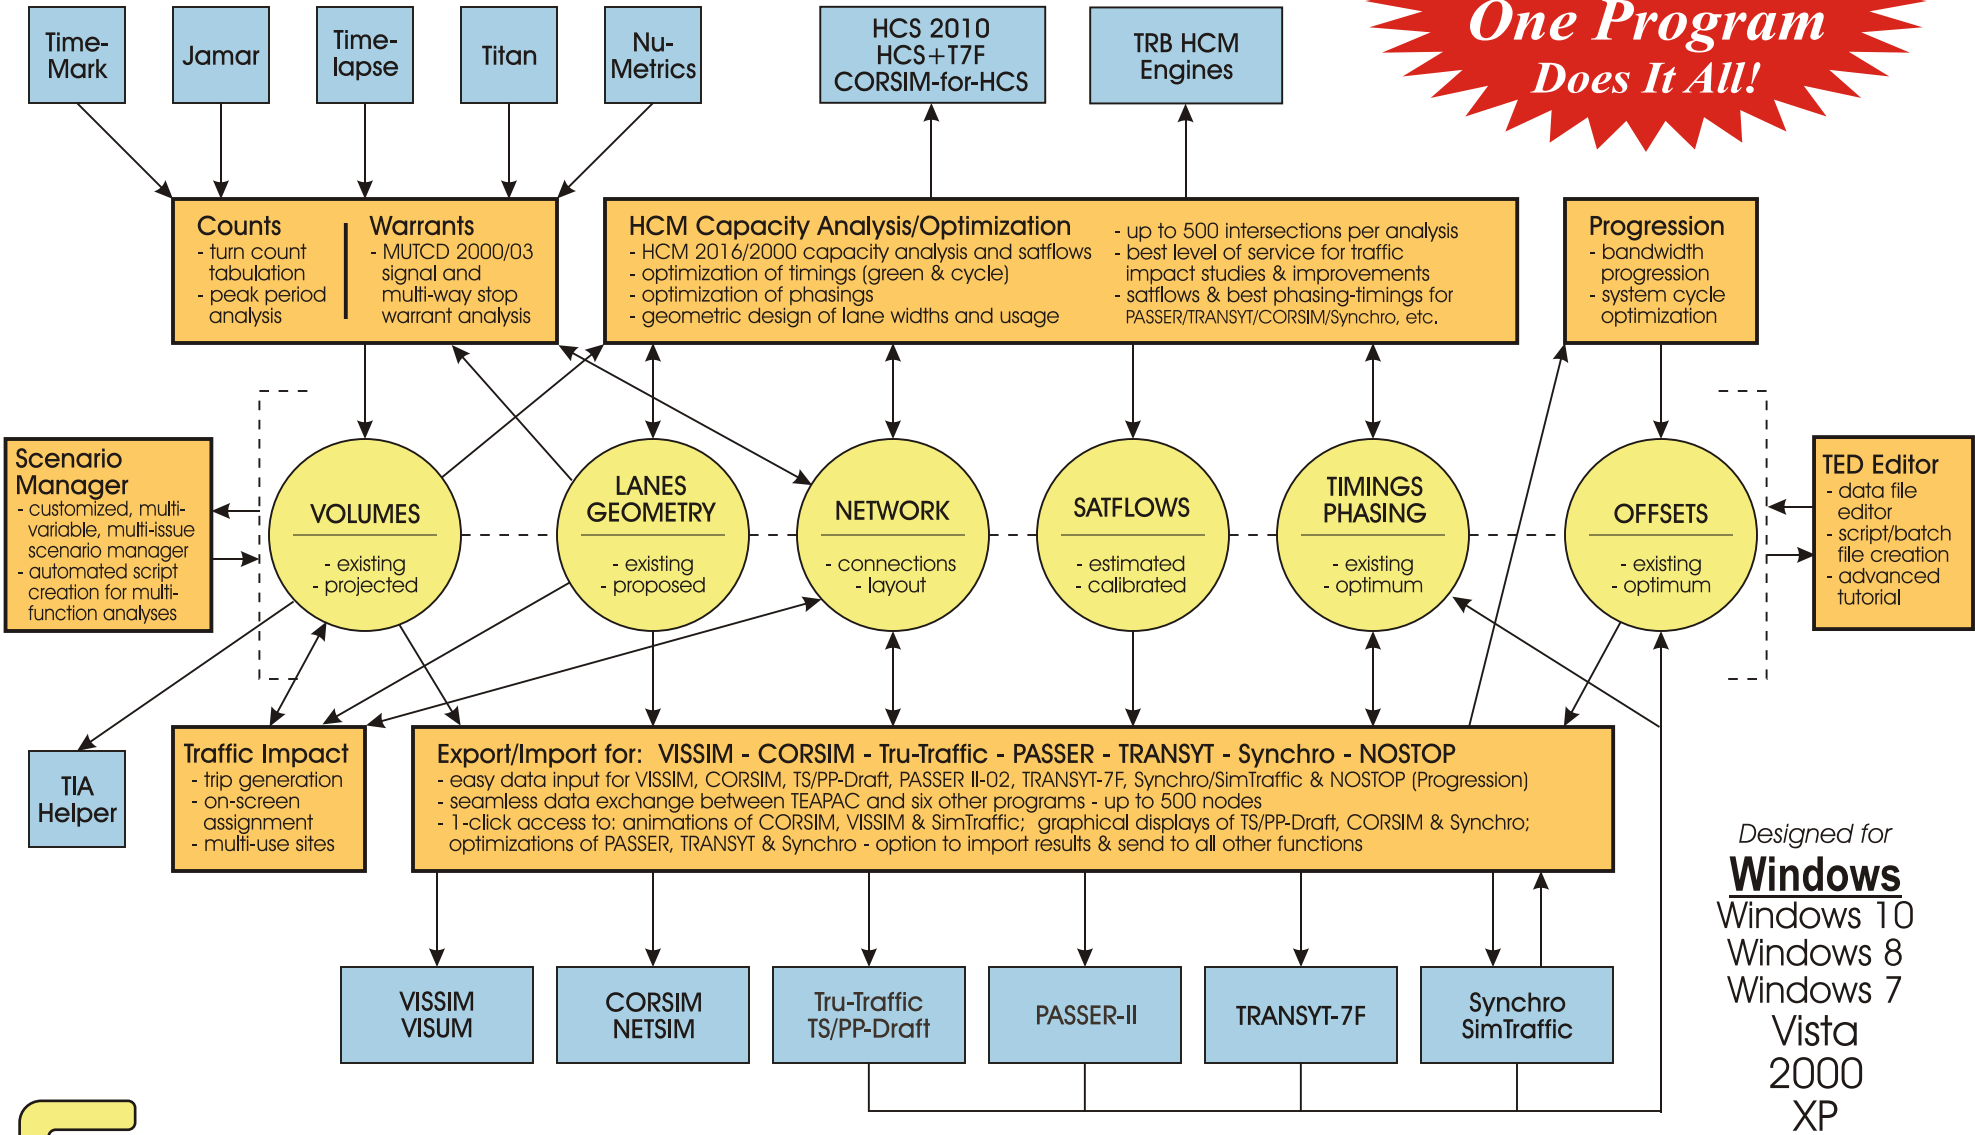 Time-
Mark
Jamar
Time-
lapse
Titan
Nu-
Metrics
HCS 2010
HCS+T7F
CORSIM-for-HCS
TRB HCM
Engines
One Program
Does It All!
Counts
- turn count
tabulation
- peak period
analysis
Warrants
- MUTCD 2000/03
signal and
multi-way stop
warrant analysis
HCM Capacity Analysis/Optimization
- HCM 2016/2000 capacity analysis and satflows
- optimization of timings (green & cycle)
- optimization of phasings
- geometric design of lane widths and usage
- up to 500 intersections per analysis
- best level of service for traffic
impact studies & improvements
- satflows & best phasing-timings for
PASSER/TRANSYT/CORSIM/Synchro, etc.
Progression
- bandwidth
progression
- system cycle
optimization
Scenario
Manager
- customized, multi-
variable, multi-issue
scenario manager
- automated script
creation for multi-
function analyses
VOLUMES
- existing
- projected
LANES
GEOMETRY
- existing
- proposed
NETWORK
- connections
- layout
SATFLOWS
- estimated
- calibrated
TIMINGS
PHASING
- existing
- optimum
OFFSETS
- existing
- optimum
TED Editor
- data file
editor
- script/batch
file creation
- advanced
tutorial
TIA
Helper
Traffic Impact
- trip generation
- on-screen
assignment
- multi-use sites
Export/Import for: VISSIM - CORSIM - Tru-Traffic - PASSER - TRANSYT - Synchro - NOSTOP
- easy data input for VISSIM, CORSIM, TS/PP-Draft, PASSER II-02, TRANSYT-7F, Synchro/SimTraffic & NOSTOP (Progression)
- seamless data exchange between TEAPAC and six other programs - up to 500 nodes
- 1-click access to: animations of CORSIM, VISSIM & SimTraffic; graphical displays of TS/PP-Draft, CORSIM & Synchro;
optimizations of PASSER, TRANSYT & Synchro - option to import results & send to all other functions
VISSIM
VISUM
CORSIM
NETSIM
Tru-Traffic
TS/PP-Draft
PASSER-II
TRANSYT-7F
Synchro
SimTraffic
Designed for
Windows
Windows 10
Windows 8
Windows 7
Vista
2000
XP